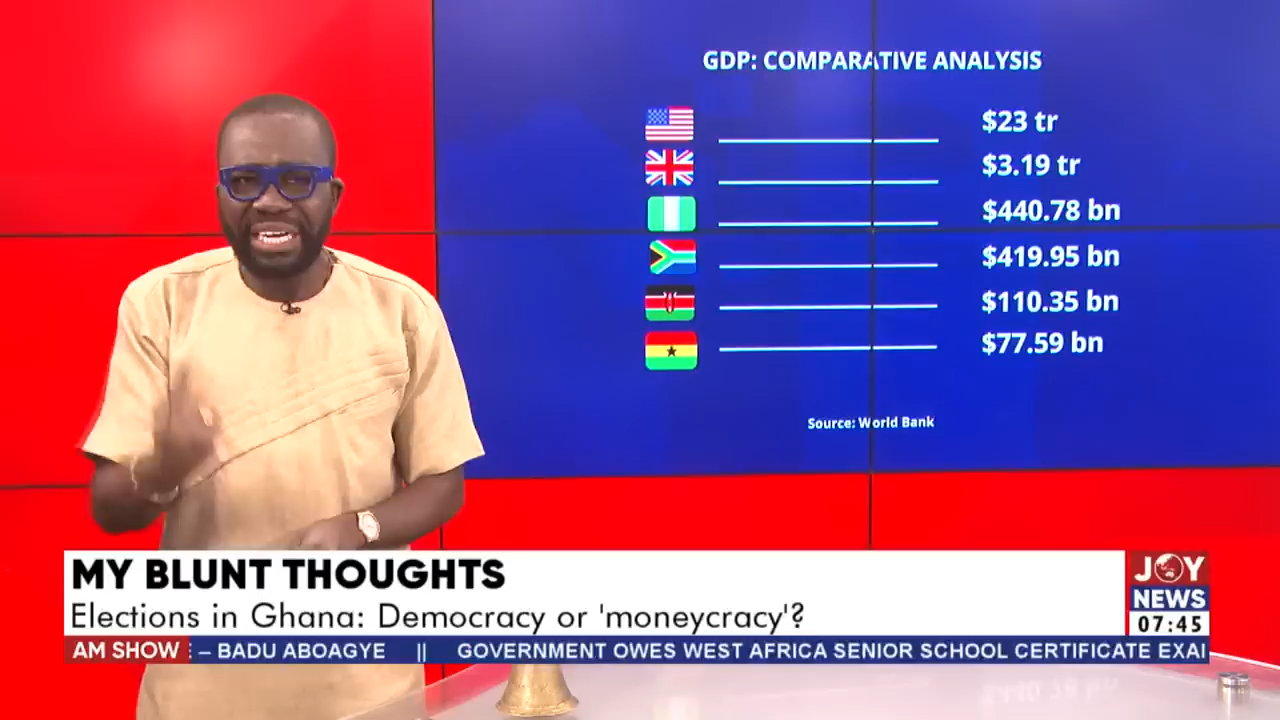 GDP: COMPARATIVE ANALYSIS
$23 tr
$3.19 tr
$440.78 bn
$419.95 bn
$110.35 bn
$77.59 bn
Source: World Bank
MY BLUNT THOUGHTS
Elections in Ghana: Democracy or 'moneycracy'?
JOY
NEWS
07:45
AM SHOW : – BADU ABOAGYE || GOVERNMENT OWES WEST AFRICA SENIOR SCHOOL CERTIFICATE EXAI